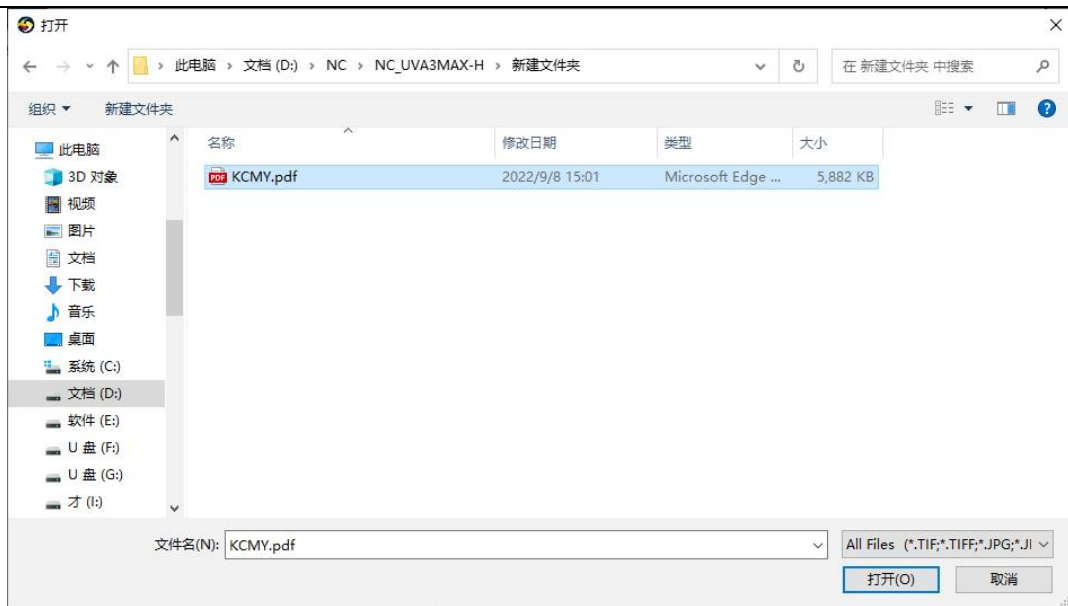 打开
此电脑 › 文档 (D:) › NC › NC_UVA3MAX-H › 新建文件夹
在 新建文件夹 中搜索
组织
新建文件夹
此电脑
3D 对象
视频
图片
文档
下载
音乐
桌面
系统 (C:)
文档 (D:)
软件 (E:)
U 盘 (F:)
U 盘 (G:)
才 (I:)
名称 修改日期 类型 大小
PDF KCMY.pdf 2022/9/8 15:01 Microsoft Edge ... 5,882 KB
文件名(N): KCMY.pdf
All Files (*.TIF;*.TIFF;*.JPG;*.JI
打开(O) 取消